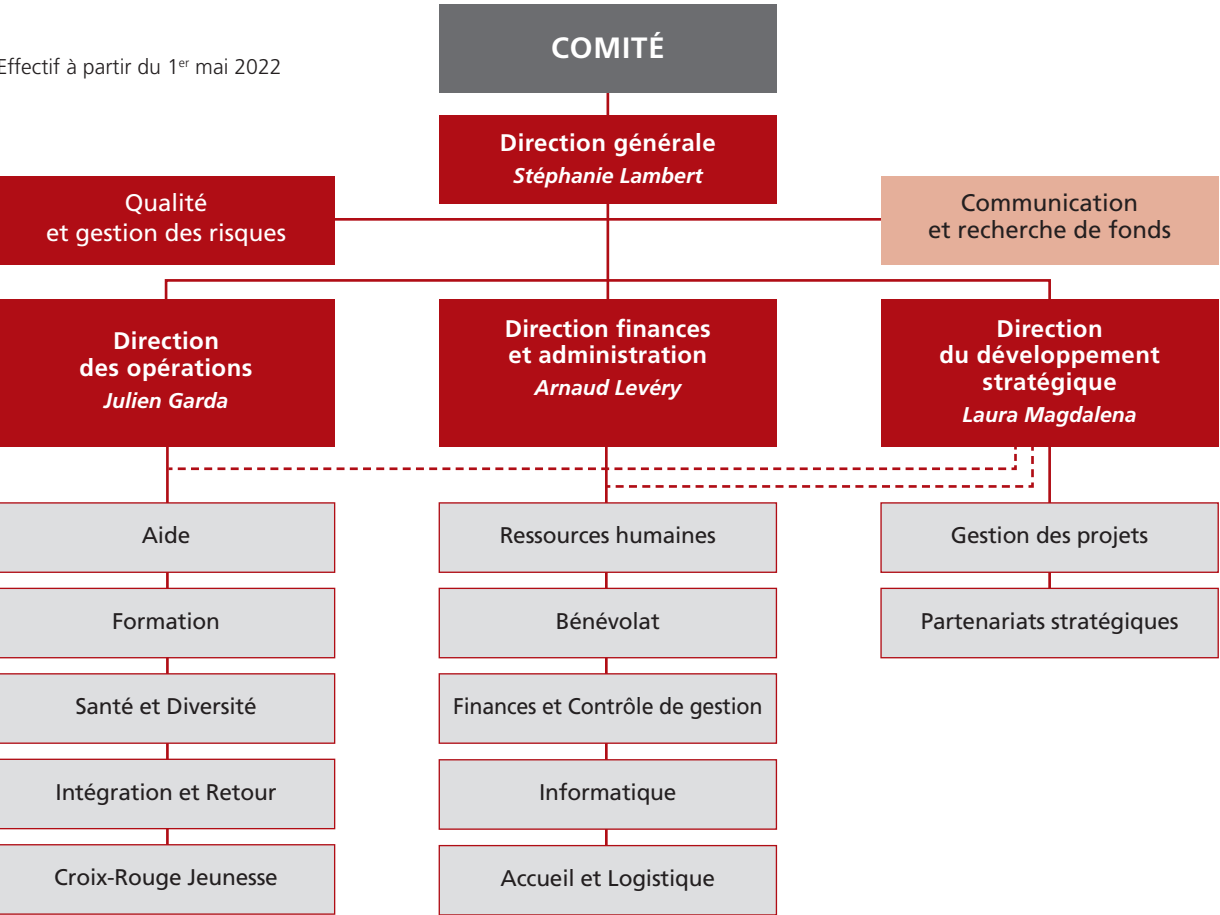 COMITÉ
Effectif à partir du 1er mai 2022
Direction générale
Stéphanie Lambert
Qualité
et gestion des risques
Communication
et recherche de fonds
Direction
des opérations
Julien Garda
Direction finances
et administration
Arnaud Levéry
Direction
du développement
stratégique
Laura Magdalena
Aide
Formation
Santé et Diversité
Intégration et Retour
Croix-Rouge Jeunesse
Ressources humaines
Bénévolat
Finances et Contrôle de gestion
Informatique
Accueil et Logistique
Gestion des projets
Partenariats stratégiques